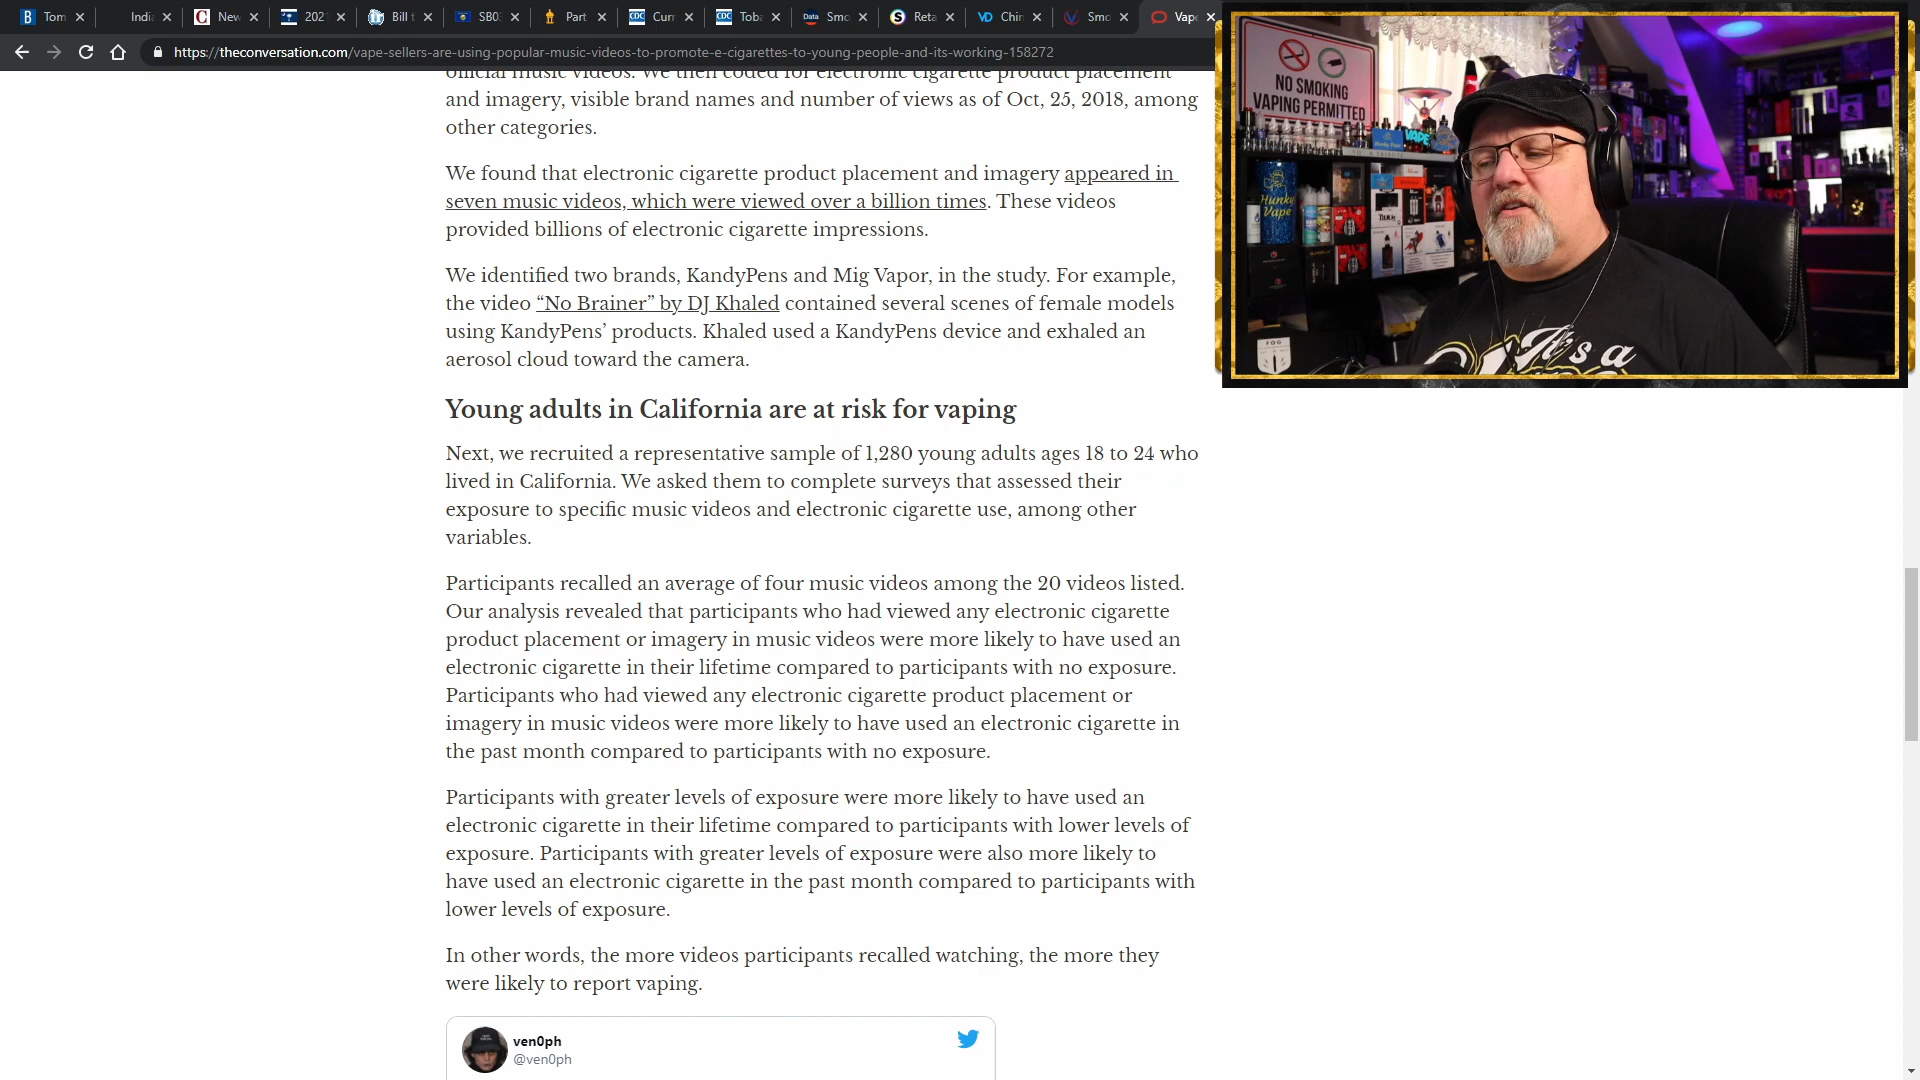 Tom
India
New
202
Bill t
SB0
Part
Curr
Toba
Smo
Reta
Chin
Smo
Vape
https://theconversation.com/vape-sellers-are-using-popular-music-videos-to-promote-e-cigarettes-to-young-people-and-its-working-158272
official music videos. We then coded for electronic cigarette product placement
and imagery, visible brand names and number of views as of Oct, 25, 2018, among
other categories.
We found that electronic cigarette product placement and imagery appeared in
seven music videos, which were viewed over a billion times. These videos
provided billions of electronic cigarette impressions.
We identified two brands, KandyPens and Mig Vapor, in the study. For example,
the video “No Brainer” by DJ Khaled contained several scenes of female models
using KandyPens’ products. Khaled used a KandyPens device and exhaled an
aerosol cloud toward the camera.
Young adults in California are at risk for vaping
Next, we recruited a representative sample of 1,280 young adults ages 18 to 24 who
lived in California. We asked them to complete surveys that assessed their
exposure to specific music videos and electronic cigarette use, among other
variables.
Participants recalled an average of four music videos among the 20 videos listed.
Our analysis revealed that participants who had viewed any electronic cigarette
product placement or imagery in music videos were more likely to have used an
electronic cigarette in their lifetime compared to participants with no exposure.
Participants who had viewed any electronic cigarette product placement or
imagery in music videos were more likely to have used an electronic cigarette in
the past month compared to participants with no exposure.
Participants with greater levels of exposure were more likely to have used an
electronic cigarette in their lifetime compared to participants with lower levels of
exposure. Participants with greater levels of exposure were also more likely to
have used an electronic cigarette in the past month compared to participants with
lower levels of exposure.
In other words, the more videos participants recalled watching, the more they
were likely to report vaping.
ven0ph
@ven0ph
NO SMOKING
VAPING PERMITTED
VAPE
Hunky
Vape
FOG
It's a